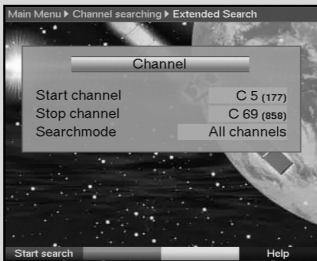 Main Menu ▶ Channel searching ▶ Extended Search
Channel
Start channel C 5 (177)
Stop channel C 69 (858)
Searchmode All channels
Start search Help